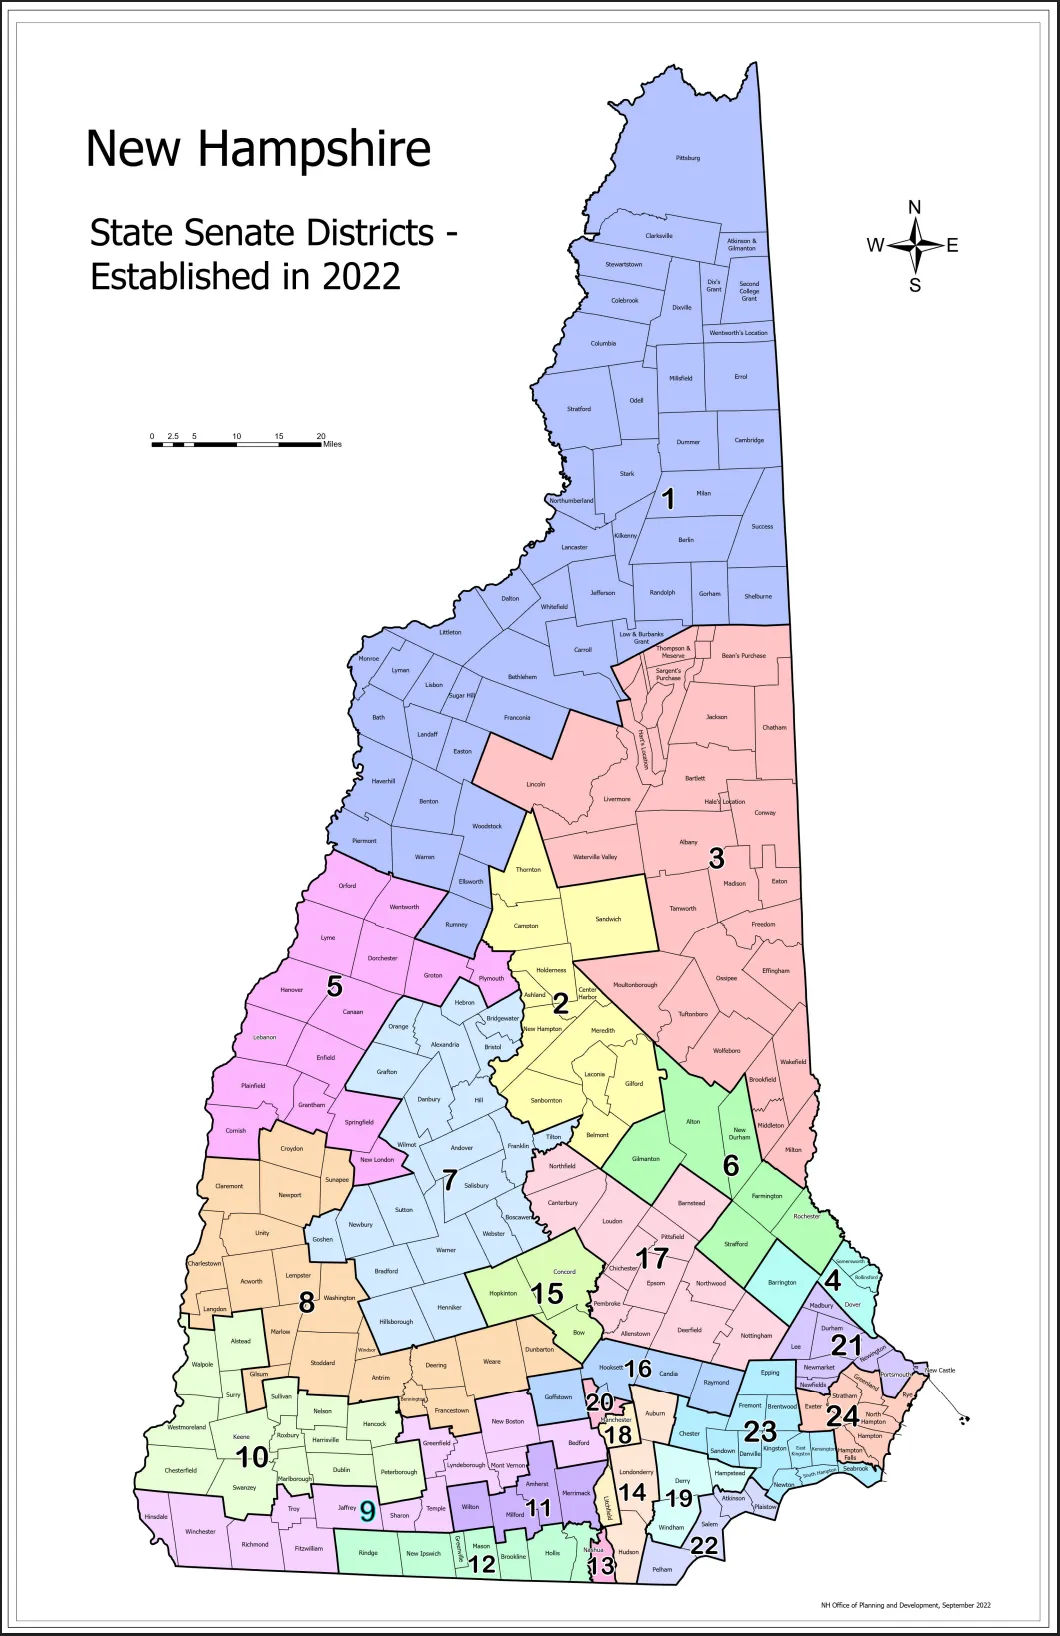 New Hampshire
State Senate Districts -
Established in 2022
N
W
E
S
0 2.5 5 10 15 20
Miles
Pittsburg
Clarksville
Atkinson &
Gilmanton
Stewartstown
Dix's
Grant
Second
College
Grant
Colebrook
Dixville
Wentworth's Location
Columbia
Millsfield
Errol
Odell
Stratford
Dummer
Cambridge
Stark
1
Milan
Northumberland
Success
Kilkenny
Berlin
Lancaster
Jefferson
Randolph
Gorham
Shelburne
Dalton
Whitefield
Littleton
Low & Burbanks
Grant
Carroll
Thompson &
Meserve
Bean's Purchase
Monroe
Lyman
Sargent's
Purchase
Bethlehem
Lisbon
Sugar Hill
Bath
Franconia
Jackson
Chatham
Landaff
Hart's Location
Easton
Haverhill
Lincoln
Bartlett
Livermore
Benton
Hale's Location
Conway
Woodstock
Piermont
Albany
Warren
Waterville Valley
3
Thornton
Ellsworth
Madison
Eaton
Orford
Wentworth
Tamworth
Sandwich
Rumney
Campton
Freedom
Lyme
Dorchester
Holderness
Effingham
Groton
Plymouth
Ossipee
Moultonborough
5
Hanover
Ashland
Center
Harbor
2
Hebron
Canaan
Tuftonboro
Bridgewater
Orange
New Hampton
Meredith
Lebanon
Alexandria
Bristol
Wolfeboro
Enfield
Wakefield
Grafton
Laconia
Gilford
Brookfield
Plainfield
Danbury
Hill
Sanbornton
Grantham
Springfield
Alton
New
Durham
Middleton
Cornish
Belmont
Tilton
Croydon
Wilmot
Andover
Franklin
Milton
New London
Gilmanton
6
Northfield
Sunapee
7
Claremont
Newport
Salisbury
Farmington
Canterbury
Barnstead
Sutton
Boscawen
Rochester
Newbury
Loudon
Unity
Goshen
Webster
Pittsfield
Strafford
Warner
17
Somersworth
Charlestown
Bradford
Concord
Chichester
Rollinsford
Acworth
Lempster
Epsom
Northwood
Barrington
4
Washington
Hopkinton
15
8
Langdon
Henniker
Pembroke
Madbury
Dover
Hillsborough
Bow
Allenstown
Deerfield
Nottingham
Durham
Marlow
Alstead
21
Lee
Newington
Windsor
Dunbarton
Stoddard
Weare
Walpole
Deering
Hooksett
16
Candia
Epping
Newmarket
Portsmouth
New Castle
Gilsum
Antrim
Raymond
Newfields
Greenland
Surry
Sullivan
Bennington
Goffstown
Stratham
Rye
20
Fremont
Brentwood
Exeter
24
Nelson
Francestown
Auburn
North
Hampton
Westmoreland
Hancock
New Boston
Manchester
18
Chester
23
Keene
Roxbury
Harrisville
Greenfield
Bedford
Kingston
East
Kingston
Kensington
Hampton
Hampton
Falls
Sandown
Danville
10
Chesterfield
Dublin
Peterborough
Lyndeborough
Mont Vernon
Londonderry
Hampstead
South Hampton
Seabrook
Marlborough
Swanzey
Amherst
Merrimack
14
Derry
19
Newton
Atkinson
Plaistow
Hinsdale
Troy
Jaffrey
9
Sharon
Temple
Wilton
Milford
11
Litchfield
Winchester
Windham
Salem
Richmond
Fitzwilliam
Rindge
New Ipswich
Greenville
Mason
12
Brookline
Hollis
Nashua
13
Hudson
22
Pelham
NH Office of Planning and Development, September 2022